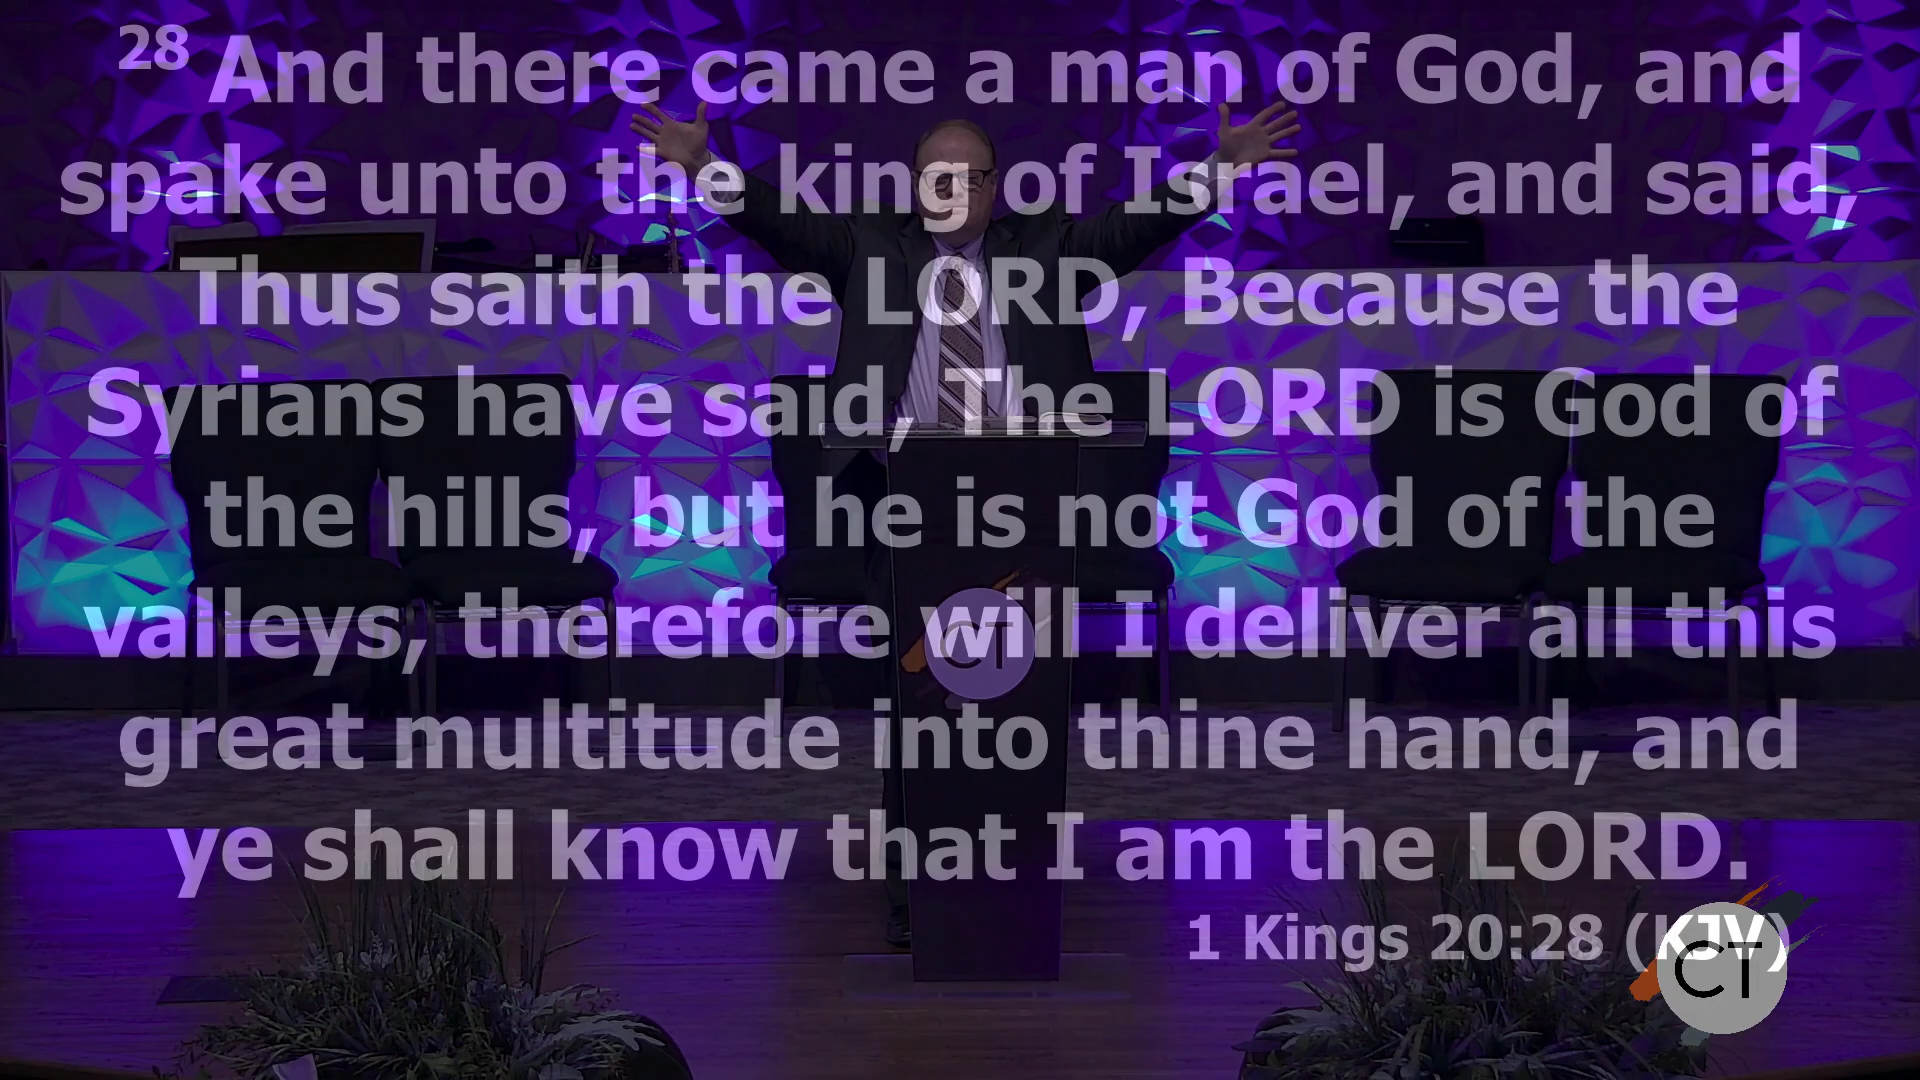 28 And there came a man of God, and
spake unto the king of Israel, and said,
Thus saith the LORD, Because the
Syrians have said, The LORD is God of
the hills, but he is not God of the
valleys, therefore will I deliver all this
great multitude into thine hand, and
ye shall know that I am the LORD.
1 Kings 20:28 (KJV)
CT
CT